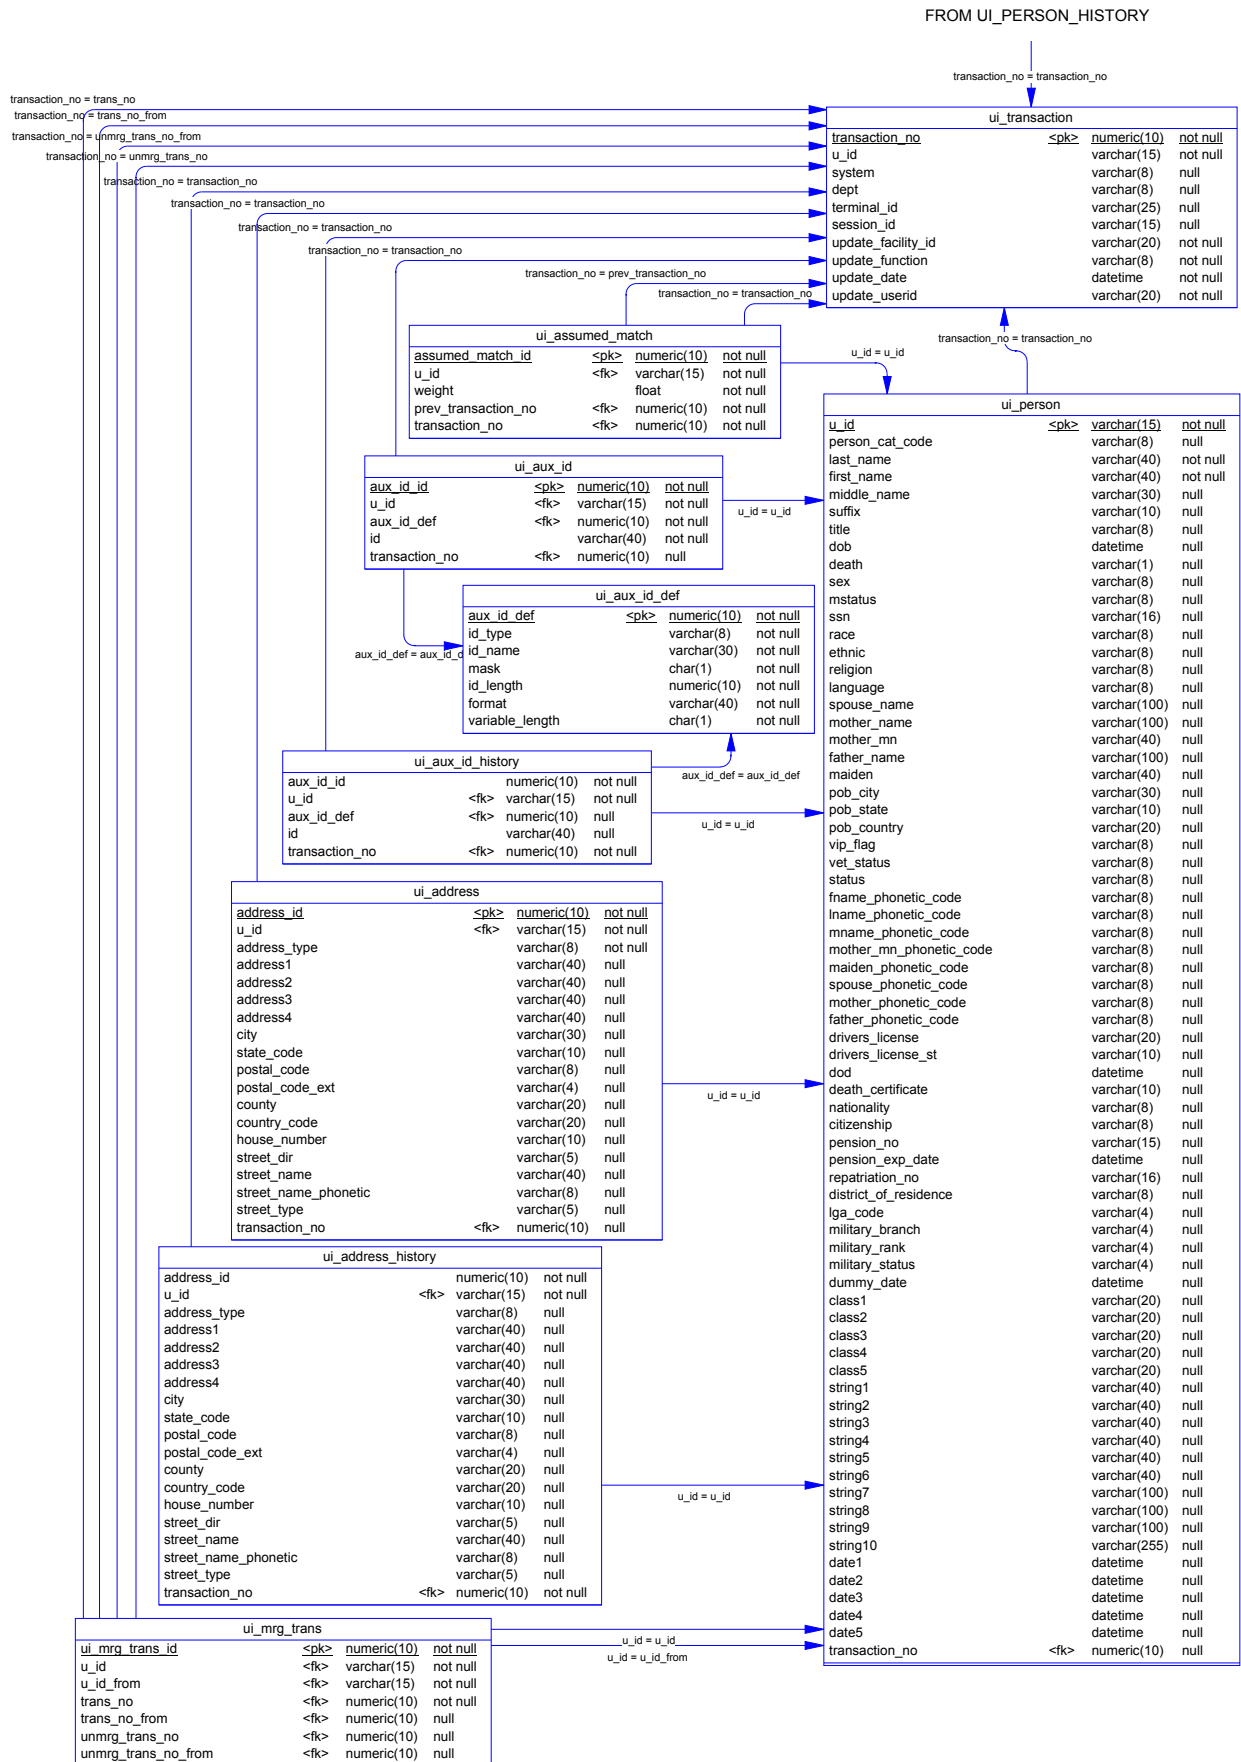 FROM UI_PERSON_HISTORY
transaction_no = transaction_no
transaction_no = trans_no
transaction_no = trans_no_from
transaction_no = unmrg_trans_no_from
transaction_no = unmrg_trans_no
transaction_no = transaction_no
transaction_no = transaction_no
transaction_no = transaction_no
transaction_no = transaction_no
transaction_no = prev_transaction_no
transaction_no = transaction_no
ui_transaction
transaction_no <pk> numeric(10) not null
u_id varchar(15) not null
system varchar(8) null
dept varchar(8) null
terminal_id varchar(25) null
session_id varchar(15) null
update_facility_id varchar(20) not null
update_function varchar(8) not null
update_date datetime not null
update_userid varchar(20) not null
transaction_no = transaction_no
ui_assumed_match
assumed_match_id <pk> numeric(10) not null
u_id <fk> varchar(15) not null
weight float not null
prev_transaction_no <fk> numeric(10) not null
transaction_no <fk> numeric(10) not null
u_id = u_id
ui_aux_id
aux_id_id <pk> numeric(10) not null
u_id <fk> varchar(15) not null
aux_id_def <fk> numeric(10) not null
id varchar(40) not null
transaction_no <fk> numeric(10) null
u_id = u_id
ui_aux_id_def
aux_id_def <pk> numeric(10) not null
id_type varchar(8) not null
id_name varchar(30) not null
mask char(1) not null
id_length numeric(10) not null
format varchar(40) not null
variable_length char(1) not null
aux_id_def = aux_id_d
ui_aux_id_history
aux_id_id numeric(10) not null
u_id <fk> varchar(15) not null
aux_id_def <fk> numeric(10) null
id varchar(40) null
transaction_no <fk> numeric(10) not null
aux_id_def = aux_id_def
u_id = u_id
ui_address
address_id <pk> numeric(10) not null
u_id <fk> varchar(15) not null
address_type varchar(8) not null
address1 varchar(40) null
address2 varchar(40) null
address3 varchar(40) null
address4 varchar(40) null
city varchar(30) null
state_code varchar(10) null
postal_code varchar(8) null
postal_code_ext varchar(4) null
county varchar(20) null
country_code varchar(20) null
house_number varchar(10) null
street_dir varchar(5) null
street_name varchar(40) null
street_name_phonetic varchar(8) null
street_type varchar(5) null
transaction_no <fk> numeric(10) null
u_id = u_id
ui_address_history
address_id numeric(10) not null
u_id <fk> varchar(15) not null
address_type varchar(8) null
address1 varchar(40) null
address2 varchar(40) null
address3 varchar(40) null
address4 varchar(40) null
city varchar(30) null
state_code varchar(10) null
postal_code varchar(8) null
postal_code_ext varchar(4) null
county varchar(20) null
country_code varchar(20) null
house_number varchar(10) null
street_dir varchar(5) null
street_name varchar(40) null
street_name_phonetic varchar(8) null
street_type varchar(5) null
transaction_no <fk> numeric(10) not null
u_id = u_id
ui_mrg_trans
ui_mrg_trans_id <pk> numeric(10) not null
u_id <fk> varchar(15) not null
u_id_from <fk> varchar(15) not null
trans_no <fk> numeric(10) not null
trans_no_from <fk> numeric(10) null
unmrg_trans_no <fk> numeric(10) null
unmrg_trans_no_from <fk> numeric(10) null
u_id = u_id
u_id = u_id_from
ui_person
u_id <pk> varchar(15) not null
person_cat_code varchar(8) null
last_name varchar(40) not null
first_name varchar(40) not null
middle_name varchar(30) null
suffix varchar(10) null
title varchar(8) null
dob datetime null
death varchar(1) null
sex varchar(8) null
mstatus varchar(8) null
ssn varchar(16) null
race varchar(8) null
ethnic varchar(8) null
religion varchar(8) null
language varchar(8) null
spouse_name varchar(100) null
mother_name varchar(100) null
mother_mn varchar(40) null
father_name varchar(100) null
maiden varchar(40) null
pob_city varchar(30) null
pob_state varchar(10) null
pob_country varchar(20) null
vip_flag varchar(8) null
vet_status varchar(8) null
status varchar(8) null
fname_phonetic_code varchar(8) null
lname_phonetic_code varchar(8) null
mname_phonetic_code varchar(8) null
mother_mn_phonetic_code varchar(8) null
maiden_phonetic_code varchar(8) null
spouse_phonetic_code varchar(8) null
mother_phonetic_code varchar(8) null
father_phonetic_code varchar(8) null
drivers_license varchar(20) null
drivers_license_st varchar(10) null
dod datetime null
death_certificate varchar(10) null
nationality varchar(8) null
citizenship varchar(8) null
pension_no varchar(15) null
pension_exp_date datetime null
repatriation_no varchar(16) null
district_of_residence varchar(8) null
lga_code varchar(4) null
military_branch varchar(4) null
military_rank varchar(4) null
military_status varchar(4) null
dummy_date datetime null
class1 varchar(20) null
class2 varchar(20) null
class3 varchar(20) null
class4 varchar(20) null
class5 varchar(20) null
string1 varchar(40) null
string2 varchar(40) null
string3 varchar(40) null
string4 varchar(40) null
string5 varchar(40) null
string6 varchar(40) null
string7 varchar(100) null
string8 varchar(100) null
string9 varchar(100) null
string10 varchar(255) null
date1 datetime null
date2 datetime null
date3 datetime null
date4 datetime null
date5 datetime null
transaction_no <fk> numeric(10) null